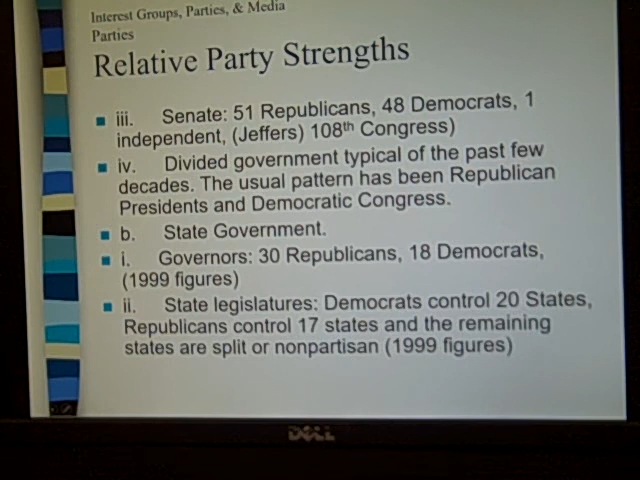 Interest Groups, Parties, & Media
Parties
Relative Party Strengths
iii. Senate: 51 Republicans, 48 Democrats, 1
independent, (Jeffers) 108th Congress)
iv. Divided government typical of the past few
decades. The usual pattern has been Republican
Presidents and Democratic Congress.
b. State Government.
i. Governors: 30 Republicans, 18 Democrats,
(1999 figures)
ii. State legislatures: Democrats control 20 States,
Republicans control 17 states and the remaining
states are split or nonpartisan (1999 figures)
DELL